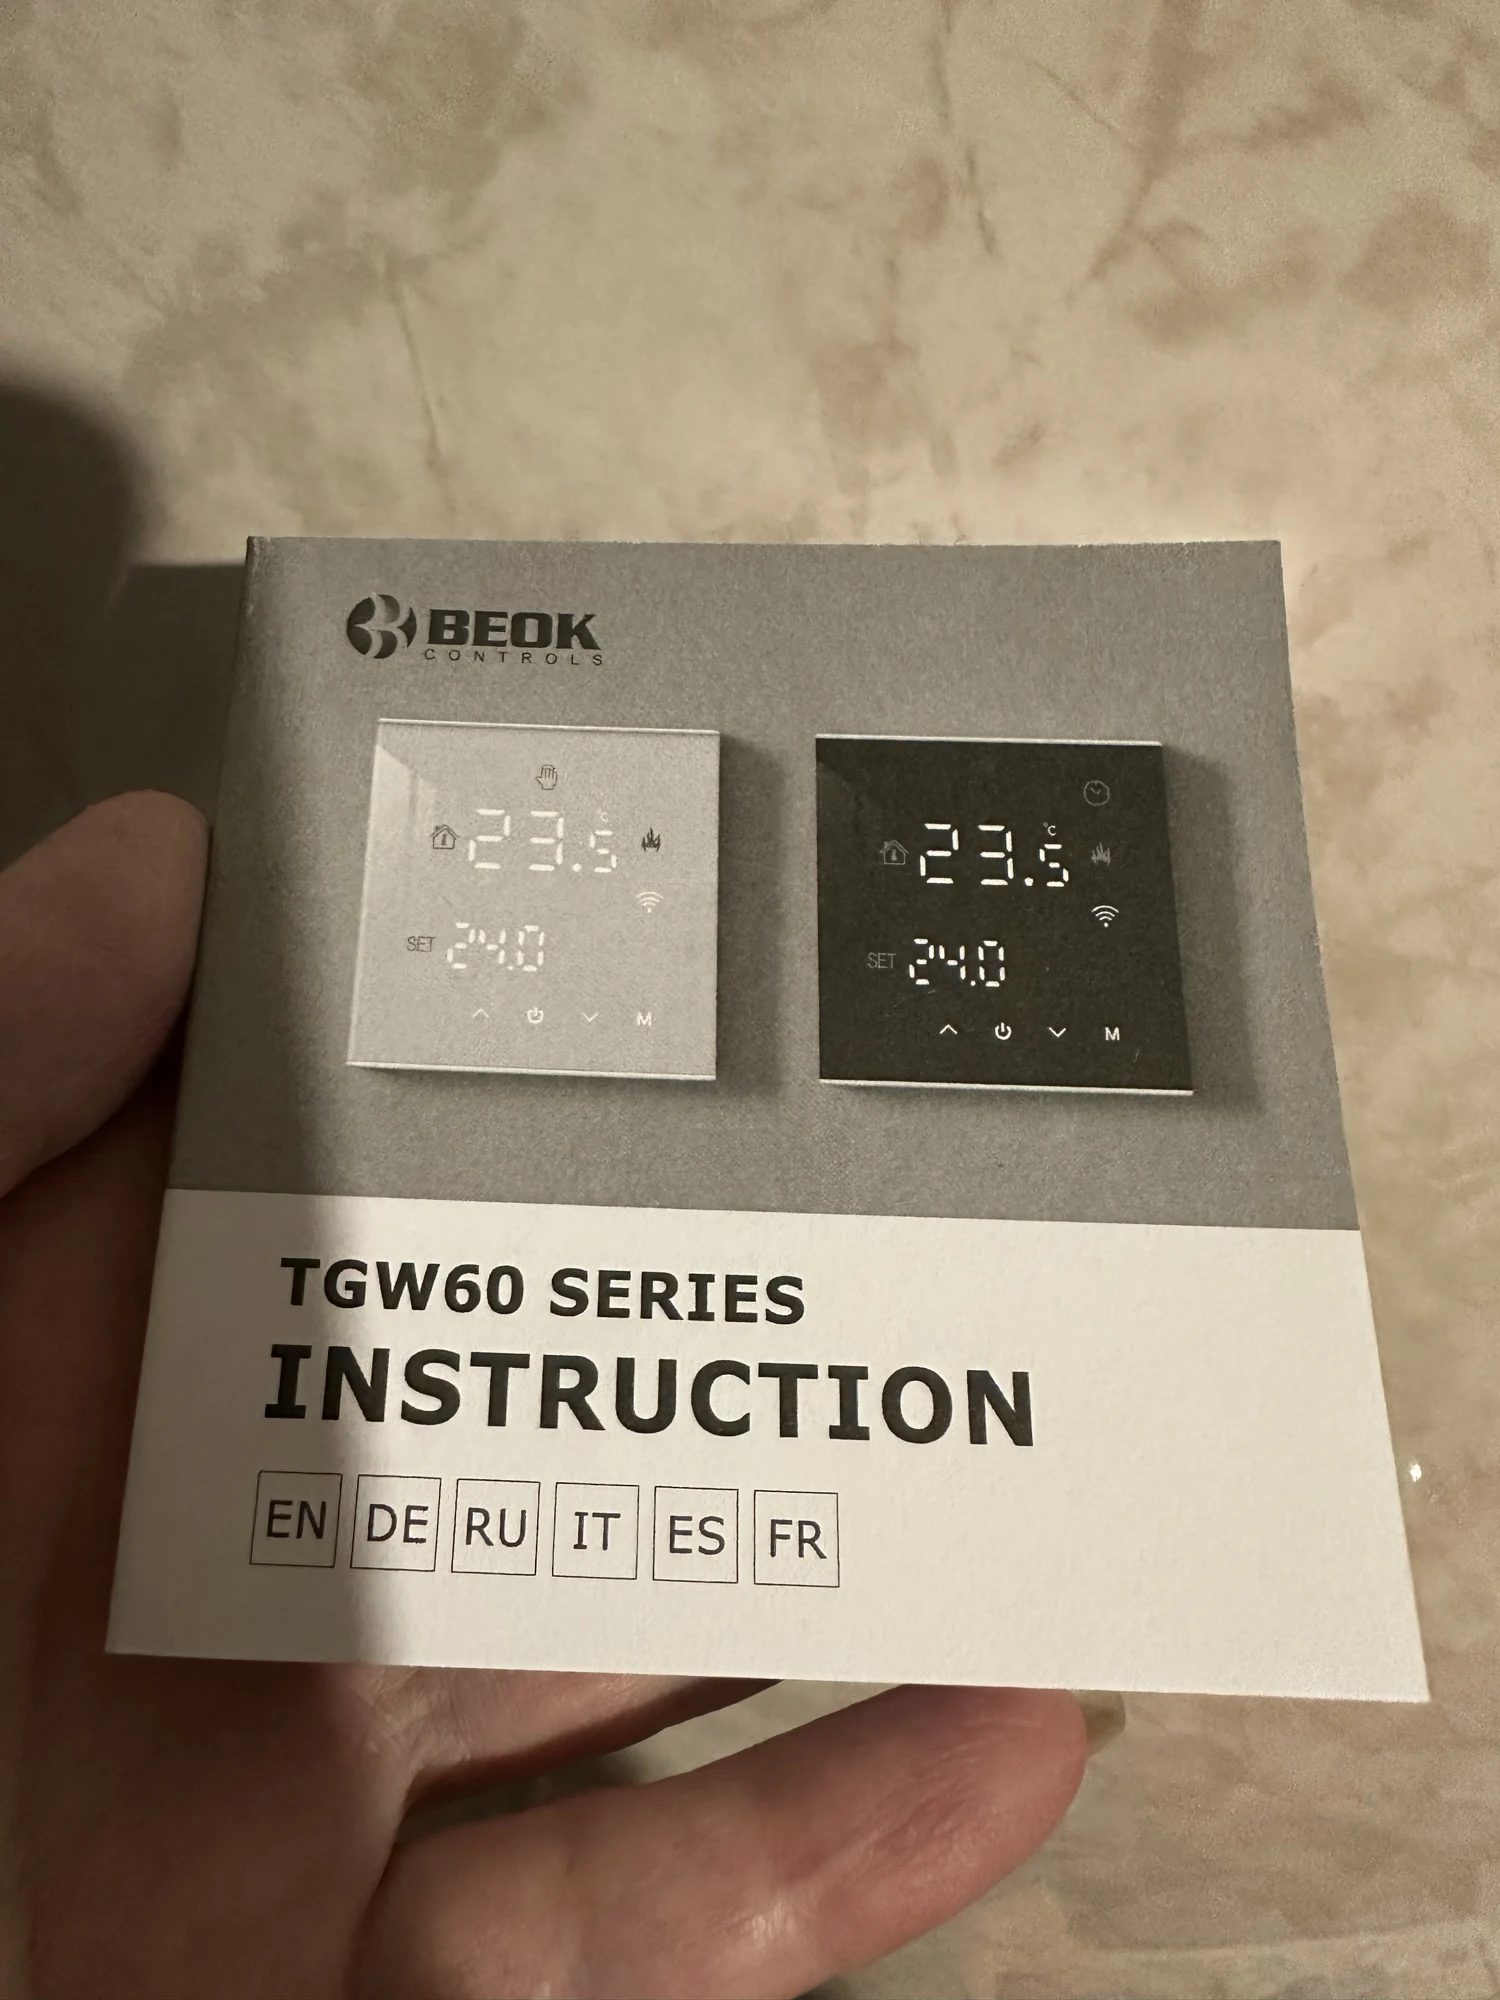 BEOK
CONTROLS
23.5 °C
SET 24.0
M
23.5 °C
SET 24.0
M
TGW60 SERIES
INSTRUCTION
EN DE RU IT ES FR